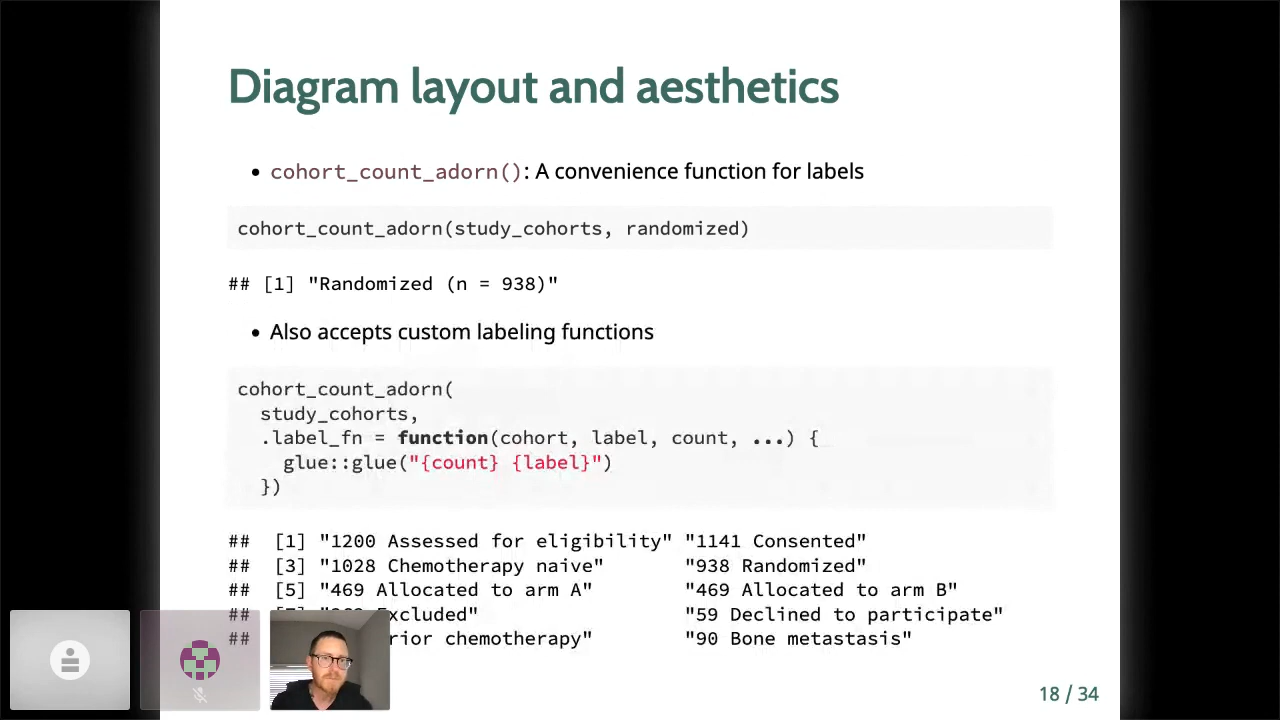 Diagram layout and aesthetics
• cohort_count_adorn(): A convenience function for labels
cohort_count_adorn(study_cohorts, randomized)
## [1] "Randomized (n = 938)"
• Also accepts custom labeling functions
cohort_count_adorn(
study_cohorts,
.label_fn = function(cohort, label, count, ...) {
glue::glue("{count} {label}")
})
## [1] "1200 Assessed for eligibility" "1141 Consented"
## [3] "1028 Chemotherapy naive" "938 Randomized"
## [5] "469 Allocated to arm A" "469 Allocated to arm B"
## Excluded" "59 Declined to participate"
## chemotherapy" "90 Bone metastasis"
18 / 34